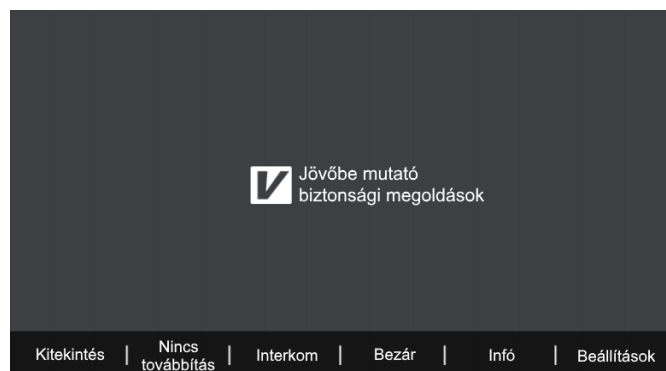 V Jövőbe mutató
biztonsági megoldások
Kitekintés | Nincs továbbítás | Interkom | Bezár | Infó | Beállítások